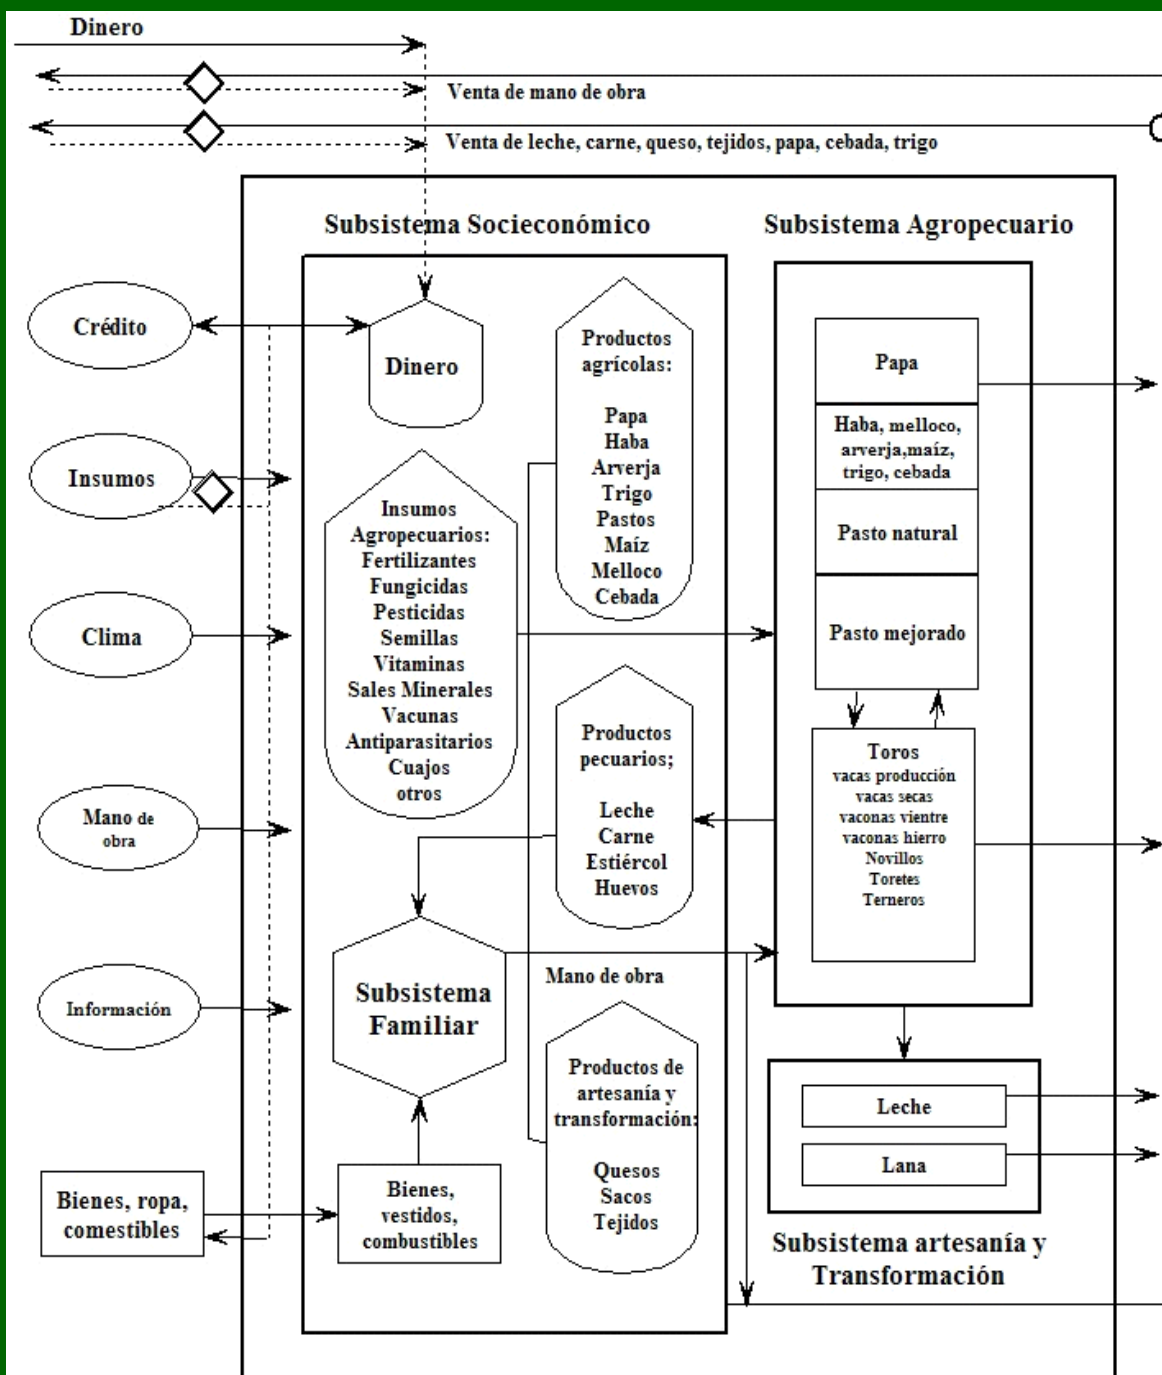 Dinero
Venta de mano de obra
Venta de leche, carne, queso, tejidos, papa, cebada, trigo
Subsistema Socieconómico
Subsistema Agropecuario
Crédito
Insumos
Clima
Mano de
obra
Información
Bienes, ropa,
comestibles
Dinero
Insumos
Agropecuarios:
Fertilizantes
Fungicidas
Pesticidas
Semillas
Vitaminas
Sales Minerales
Vacunas
Antiparasitarios
Cuajos
otros
Subsistema
Familiar
Bienes,
vestidos,
combustibles
Productos
agrícolas:
Papa
Haba
Arverja
Trigo
Pastos
Maíz
Melloco
Cebada
Productos
pecuarios;
Leche
Carne
Estiércol
Huevos
Mano de obra
Productos de
artesanía y
transformación:
Quesos
Sacos
Tejidos
Papa
Haba, melloco,
arverja,maíz,
trigo, cebada
Pasto natural
Pasto mejorado
Toros
vacas producción
vacas secas
vaconas vientre
vaconas hierro
Novillos
Toretes
Terneros
Leche
Lana
Subsistema artesanía y
Transformación